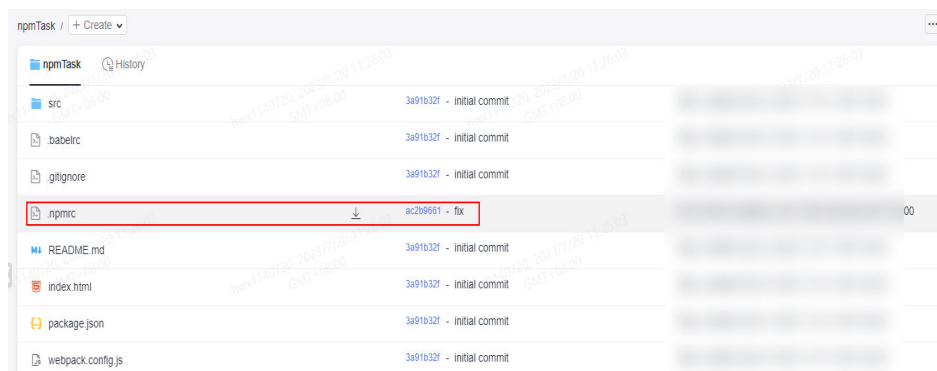 npmTask / + Create
...
npmTask History
src 3a91b32f - initial commit
.babelrc 3a91b32f - initial commit
.gitignore 3a91b32f - initial commit
.npmrc ac2b9661 - fix 00
README.md 3a91b32f - initial commit
index.html 3a91b32f - initial commit
package.json 3a91b32f - initial commit
webpack.config.js 3a91b32f - initial commit